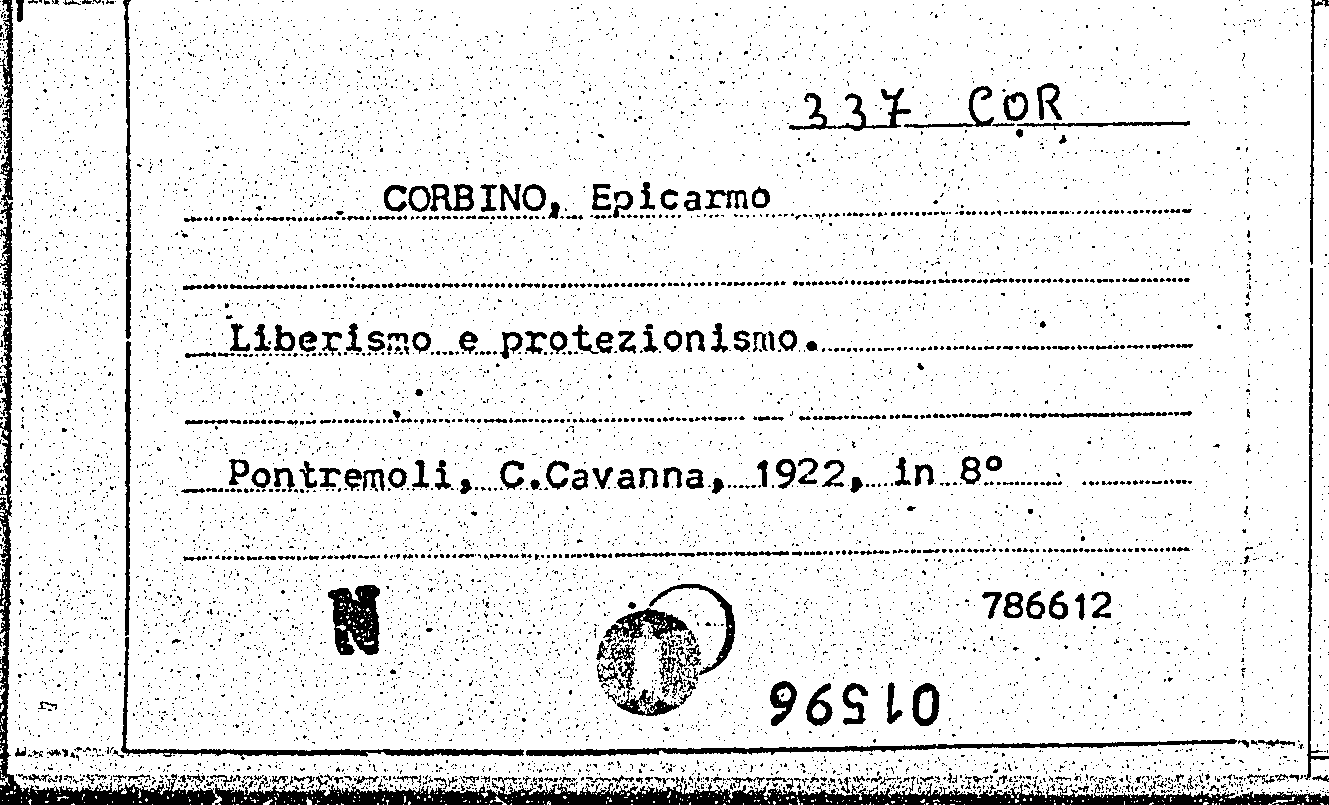 337 COR
CORBINO, Epicarmo
Liberismo e protezionismo.
Pontremoli, C.Cavanna, 1922, in 8°
N
786612
01596